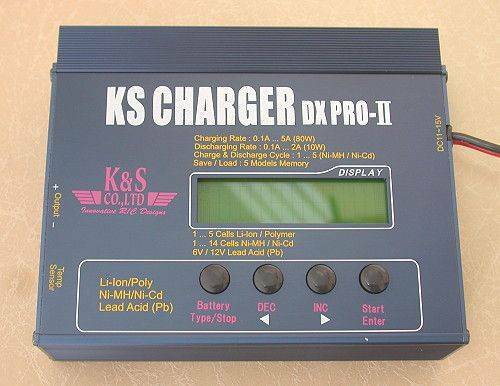 KS CHARGER DX PRO-II
Charging Rate : 0.1A ... 5A (80W)
Discharging Rate : 0.1A ... 2A (10W)
Charge & Discharge Cycle : 1 ... 5 (Ni-MH / Ni-Cd)
Save / Load : 5 Models Memory
DISPLAY
K&S
CO.,LTD
Innovative R/C Designs
DC11~15V
+ Output -
Temp
Sensor
1 ... 5 Cells Li-Ion / Polymer
1 ... 14 Cells Ni-MH / Ni-Cd
6V / 12V Lead Acid (Pb)
Li-Ion/Poly
Ni-MH/Ni-Cd
Lead Acid (Pb)
Battery
Type/Stop
DEC
◀
INC
▶
Start
Enter